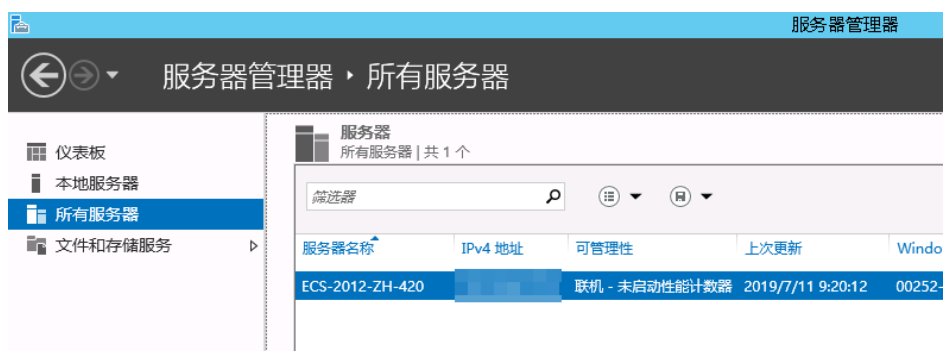 服务器管理器
服务器管理器 · 所有服务器
仪表板
本地服务器
所有服务器
文件和存储服务
服务器
所有服务器 | 共 1 个
筛选器
服务器名称 IPv4 地址 可管理性 上次更新 Windo
ECS-2012-ZH-420 联机 - 未启动性能计数器 2019/7/11 9:20:12 00252-